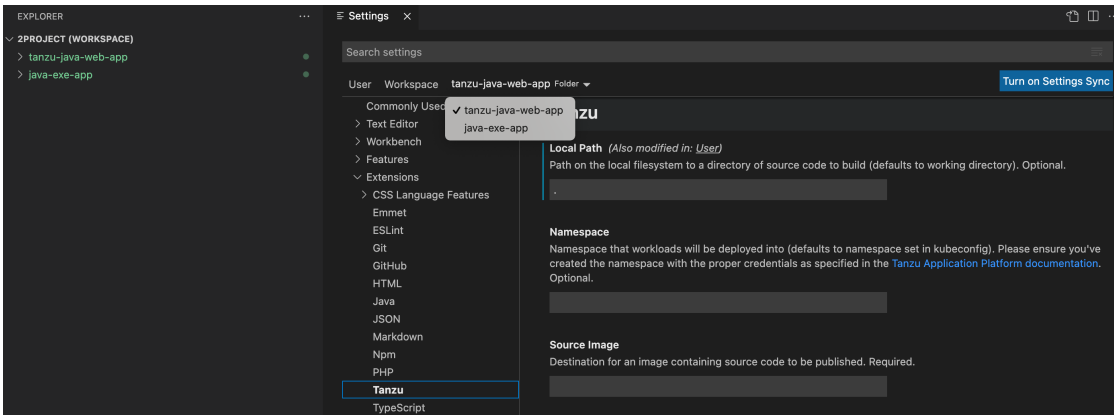 EXPLORER
Settings
2PROJECT (WORKSPACE)
tanzu-java-web-app
java-exe-app
Search settings
User Workspace tanzu-java-web-app Folder
Turn on Settings Sync
Commonly Used
Text Editor
Workbench
Features
Extensions
CSS Language Features
Emmet
ESLint
Git
GitHub
HTML
Java
JSON
Markdown
Npm
PHP
Tanzu
TypeScript
tanzu-java-web-app
java-exe-app
nzu
Local Path (Also modified in: User)
Path on the local filesystem to a directory of source code to build (defaults to working directory). Optional.
.
Namespace
Namespace that workloads will be deployed into (defaults to namespace set in kubeconfig). Please ensure you've
created the namespace with the proper credentials as specified in the Tanzu Application Platform documentation.
Optional.
Source Image
Destination for an image containing source code to be published. Required.